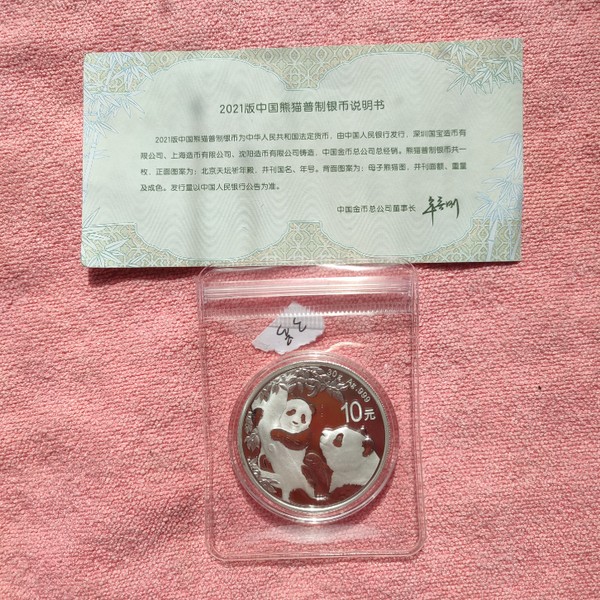 2021版中国熊猫普制银币说明书
2021版中国熊猫普制银币为中华人民共和国法定货币，由中国人民银行发行，深圳国宝造币有
限公司、上海造币有限公司、沈阳造币有限公司铸造，中国金币总公司总经销。熊猫普制银币共一
枚，正面图案为：北京天坛祈年殿，并刊国名、年号。背面图案为：母子熊猫图，并刊面额、重量
及成色。发行量以中国人民银行公告为准。
中国金币总公司董事长
30g Ag.999
10元